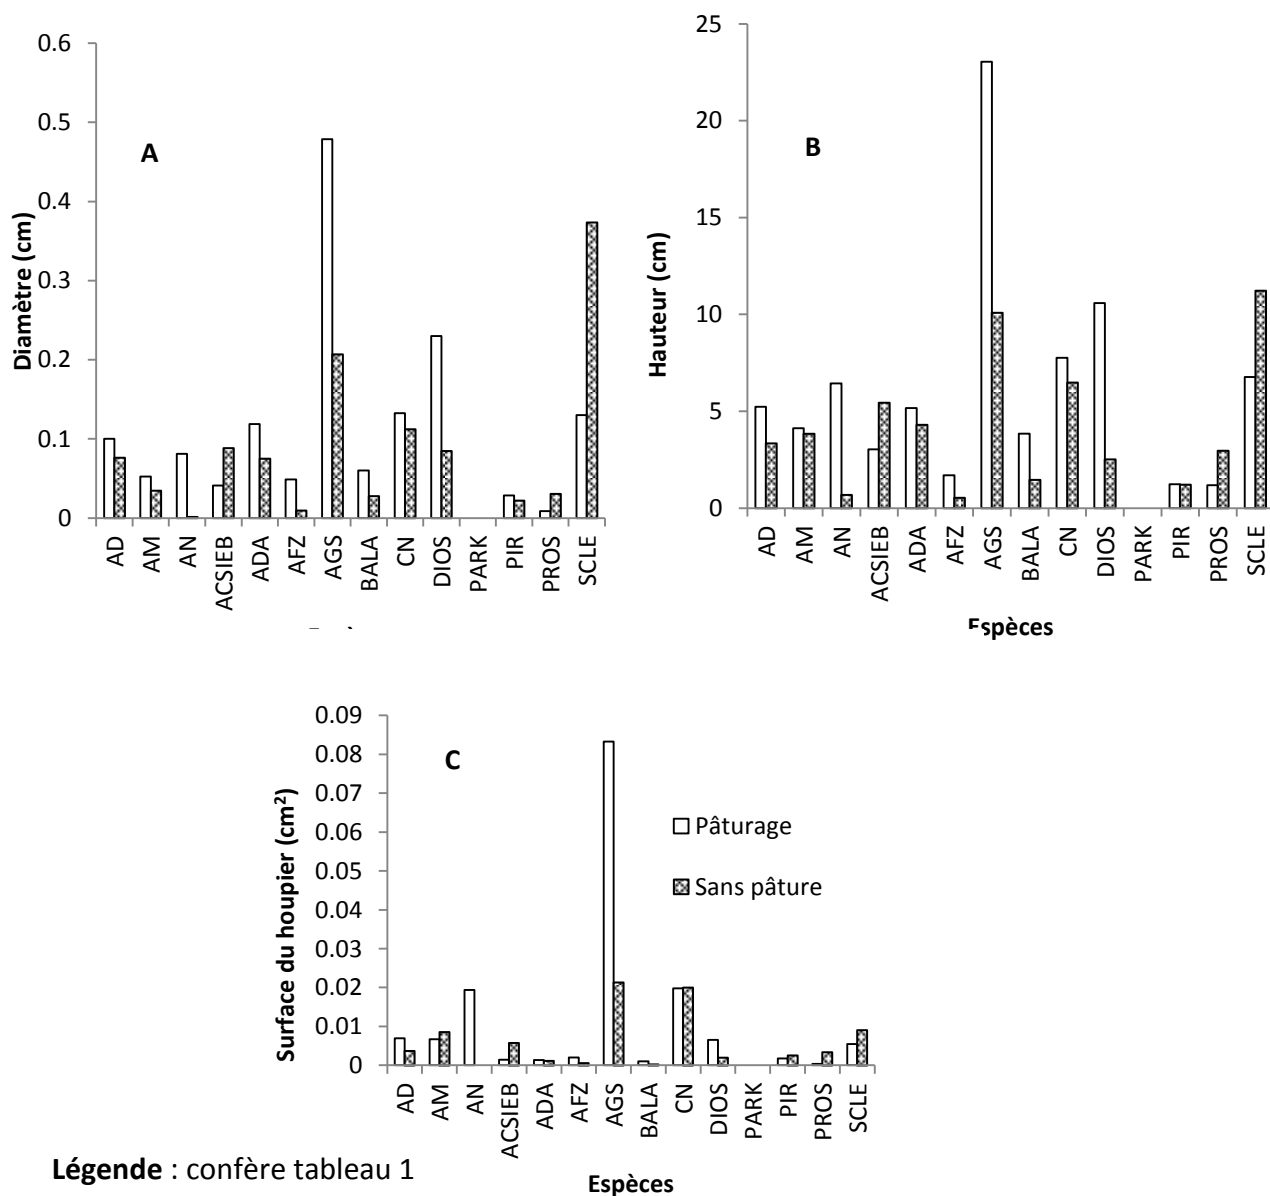 A
Diamètre (cm)
0.6
0.5
0.4
0.3
0.2
0.1
0
AD
AM
AN
ACSIEB
ADA
AFZ
AGS
BALA
CN
DIOS
PARK
PIR
PROS
SCLE
B
Hauteur (cm)
25
20
15
10
5
0
AD
AM
AN
ACSIEB
ADA
AFZ
AGS
BALA
CN
DIOS
PARK
PIR
PROS
SCLE
Espèces
C
Surface du houpier (cm²)
0.09
0.08
0.07
0.06
0.05
0.04
0.03
0.02
0.01
0
Pâturage
Sans pâture
AD
AM
AN
ACSIEB
ADA
AFZ
AGS
BALA
CN
DIOS
PARK
PIR
PROS
SCLE
Espèces
Légende : confère tableau 1